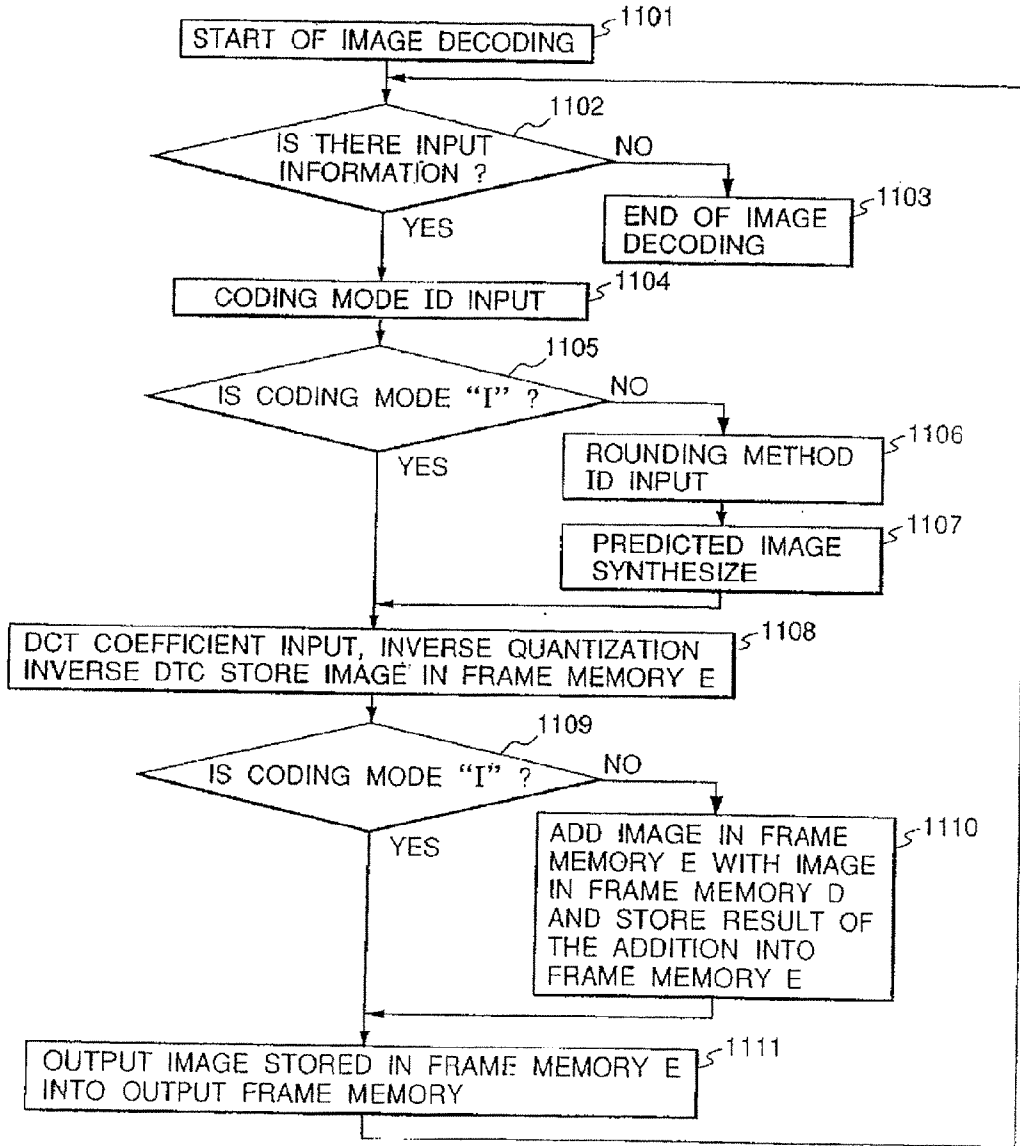 1101
START OF IMAGE DECODING
1102
IS THERE INPUT
INFORMATION ?
NO
YES
1103
END OF IMAGE
DECODING
1104
CODING MODE ID INPUT
1105
IS CODING MODE “I” ?
NO
YES
1106
ROUNDING METHOD
ID INPUT
1107
PREDICTED IMAGE
SYNTHESIZE
1108
DCT COEFFICIENT INPUT, INVERSE QUANTIZATION
INVERSE DTC STORE IMAGE IN FRAME MEMORY E
1109
IS CODING MODE “I” ?
NO
YES
1110
ADD IMAGE IN FRAME
MEMORY E WITH IMAGE
IN FRAME MEMORY D
AND STORE RESULT OF
THE ADDITION INTO
FRAME MEMORY E
1111
OUTPUT IMAGE STORED IN FRAME MEMORY E
INTO OUTPUT FRAME MEMORY